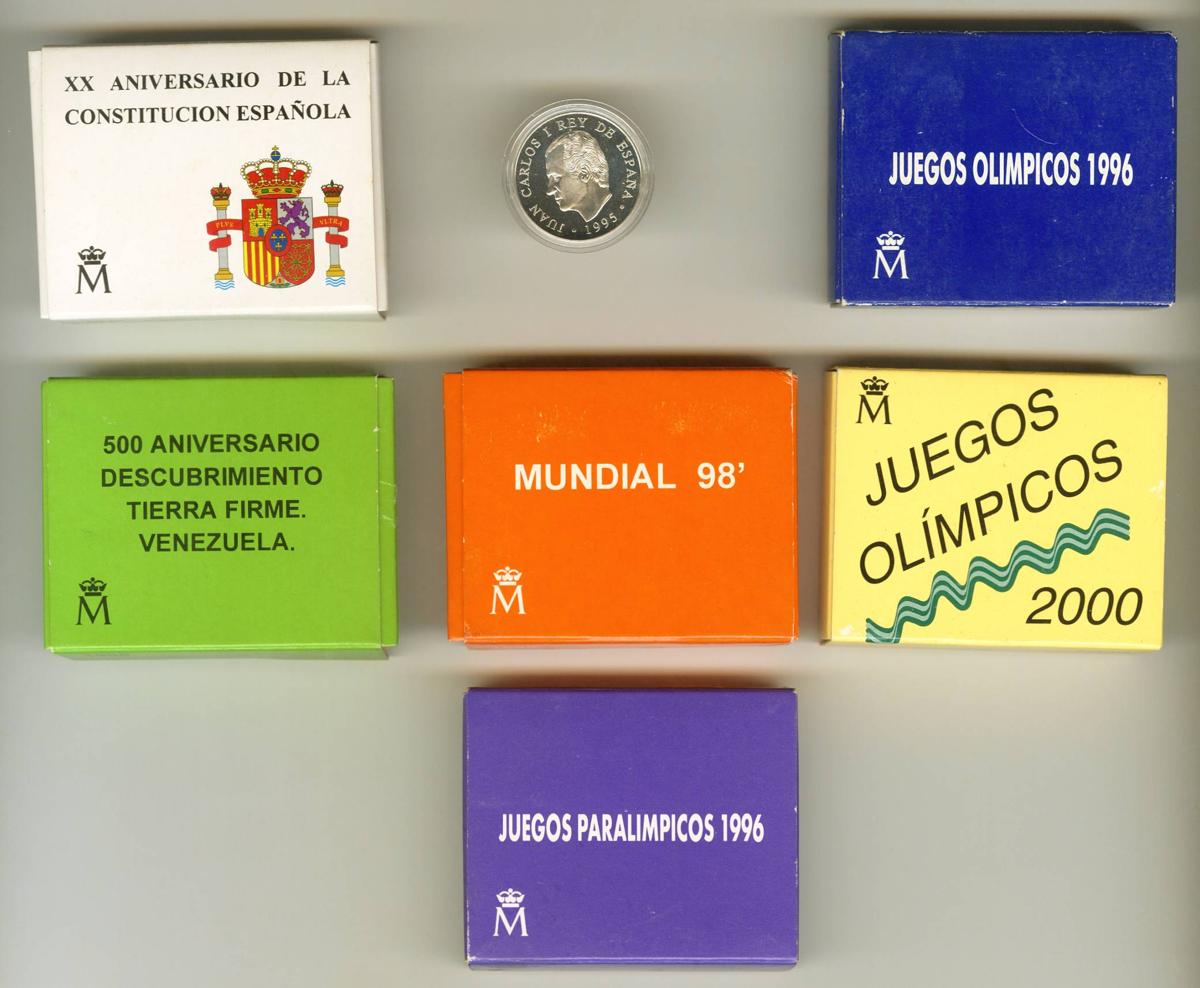 XX ANIVERSARIO DE LA
CONSTITUCION ESPAÑOLA
PLVS VLTRA
M
JUAN CARLOS I REY DE ESPAÑA • 1995 •
JUEGOS OLIMPICOS 1996
M
500 ANIVERSARIO
DESCUBRIMIENTO
TIERRA FIRME.
VENEZUELA.
M
MUNDIAL 98'
M
M
JUEGOS
OLÍMPICOS
2000
JUEGOS PARALIMPICOS 1996
M